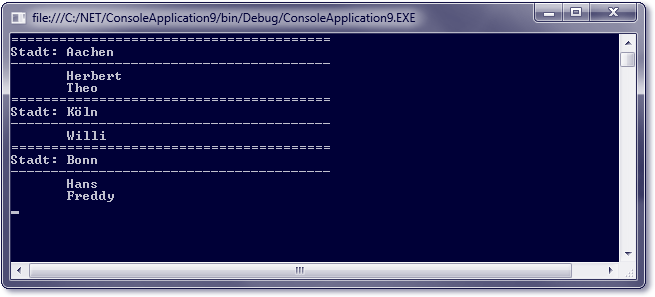 file:///C:/NET/ConsoleApplication9/bin/Debug/ConsoleApplication9.EXE
========================================
Stadt: Aachen
----------------------------------------
Herbert
Theo
========================================
Stadt: Köln
----------------------------------------
Willi
========================================
Stadt: Bonn
----------------------------------------
Hans
Freddy